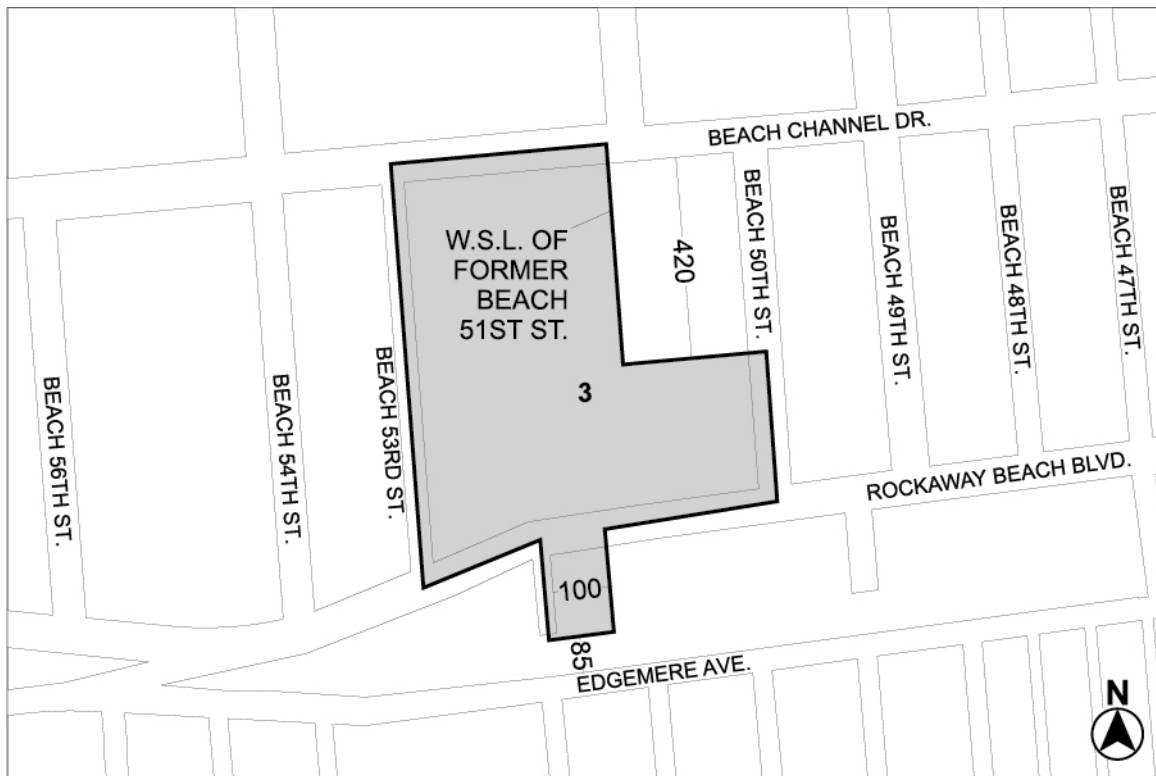 BEACH CHANNEL DR.
W.S.L. OF
FORMER
BEACH
51ST ST.
420
BEACH 50TH ST.
BEACH 49TH ST.
BEACH 48TH ST.
BEACH 47TH ST.
BEACH 56TH ST.
BEACH 54TH ST.
BEACH 53RD ST.
3
ROCKAWAY BEACH BLVD.
100
85
EDGEMERE AVE.
N